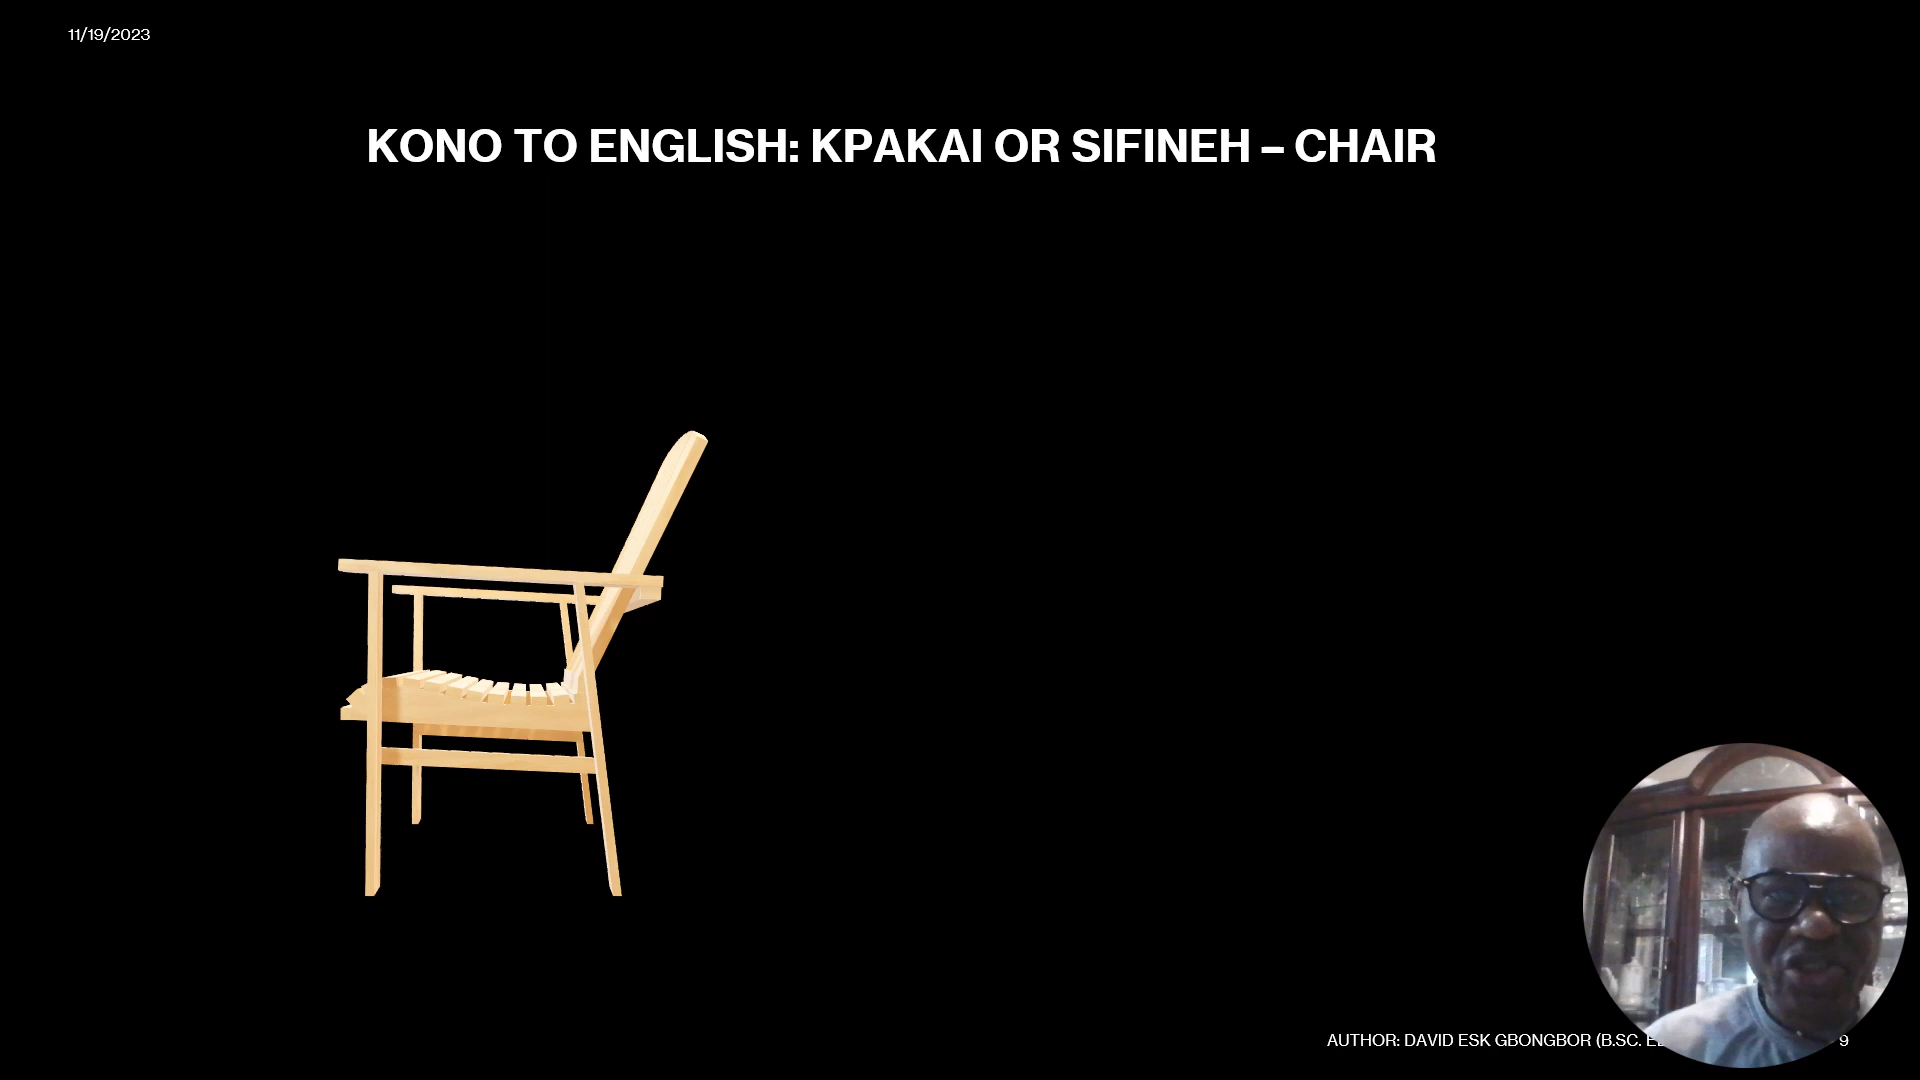 11/19/2023
KONO TO ENGLISH: KPAKAI OR SIFINEH – CHAIR
AUTHOR: DAVID ESK GBONGBOR (B.SC. 9